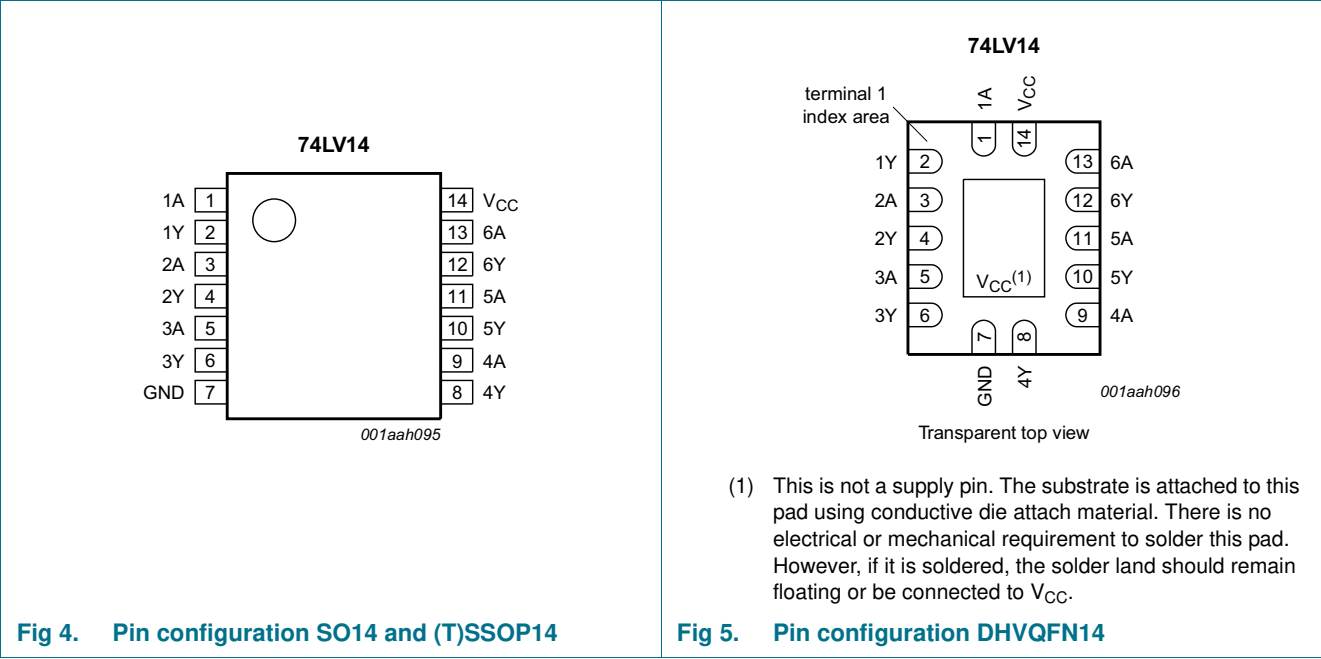 74LV14
1A 1 14 VCC
1Y 2 13 6A
2A 3 12 6Y
2Y 4 11 5A
3A 5 10 5Y
3Y 6 9 4A
GND 7 8 4Y
001aah095
Fig 4. Pin configuration SO14 and (T)SSOP14
74LV14
terminal 1
index area
1A VCC
1 14
1Y 2 13 6A
2A 3 12 6Y
2Y 4 11 5A
3A 5 10 5Y
VCC(1)
3Y 6 9 4A
7 8
GND 4Y
001aah096
Transparent top view
(1) This is not a supply pin. The substrate is attached to this
pad using conductive die attach material. There is no
electrical or mechanical requirement to solder this pad.
However, if it is soldered, the solder land should remain
floating or be connected to VCC.
Fig 5. Pin configuration DHVQFN14